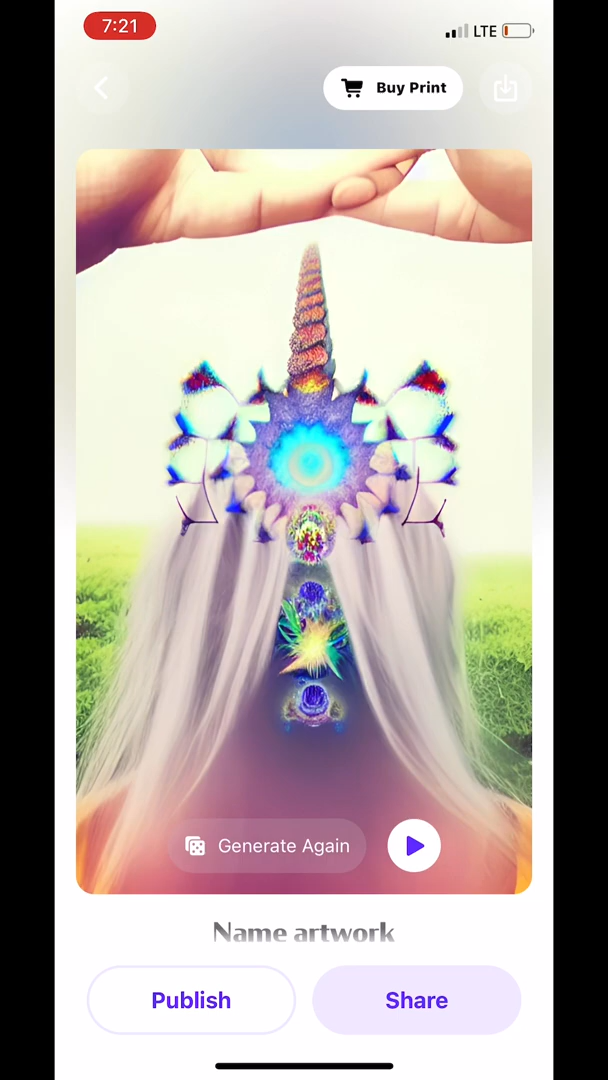 7:21
LTE
Buy Print
Generate Again
Name artwork
Publish
Share